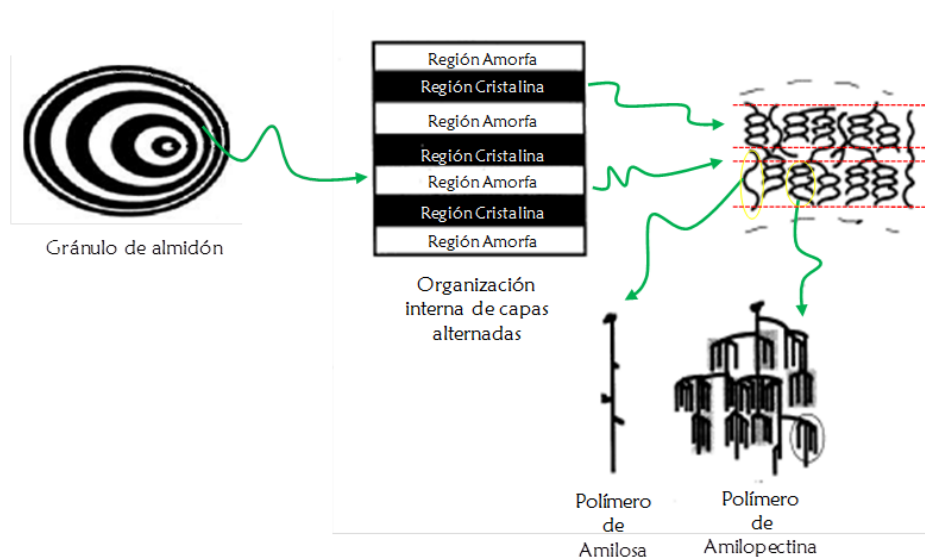 Región Amorfa
Región Cristalina
Región Amorfa
Región Cristalina
Región Amorfa
Región Cristalina
Región Amorfa
Gránulo de almidón
Organización
interna de capas
alternadas
Polímero
de
Amilosa
Polímero
de
Amilopectina